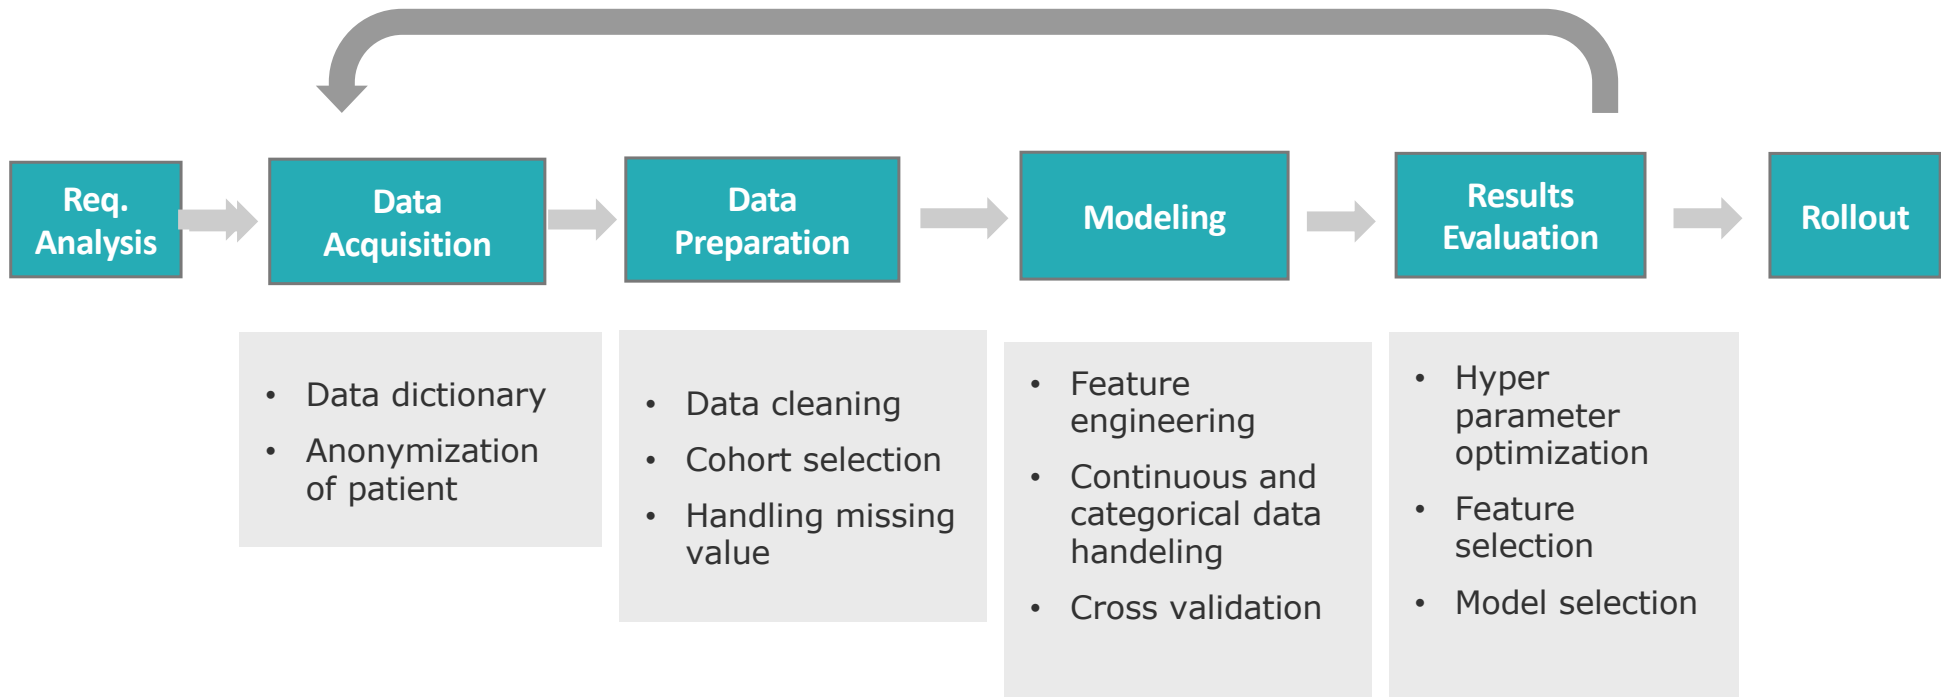 Req.
Analysis
Data
Acquisition
Data
Preparation
Modeling
Results
Evaluation
Rollout
• Data dictionary
• Anonymization
of patient
• Data cleaning
• Cohort selection
• Handling missing
value
• Feature
engineering
• Continuous and
categorical data
handeling
• Cross validation
• Hyper
parameter
optimization
• Feature
selection
• Model selection